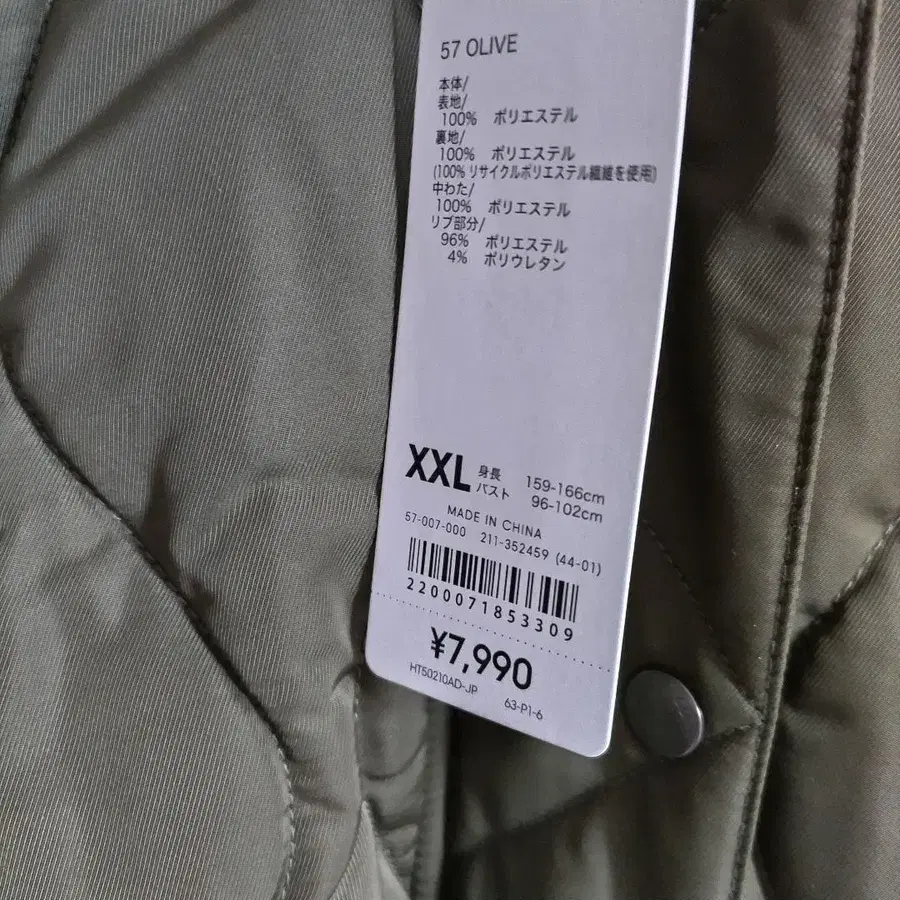 57 OLIVE
本体/
表地/
100% ポリエステル
裏地/
100% ポリエステル
(100% リサイクルポリエステル繊維を使用)
中わた/
100% ポリエステル
リブ部分/
96% ポリエステル
4% ポリウレタン
XXL 身長 159-166cm
バスト 96-102cm
MADE IN CHINA
57-007-000 211-352459 (44-01)
2200071853309
¥7,990
HT50210AD-JP 63-P1-6